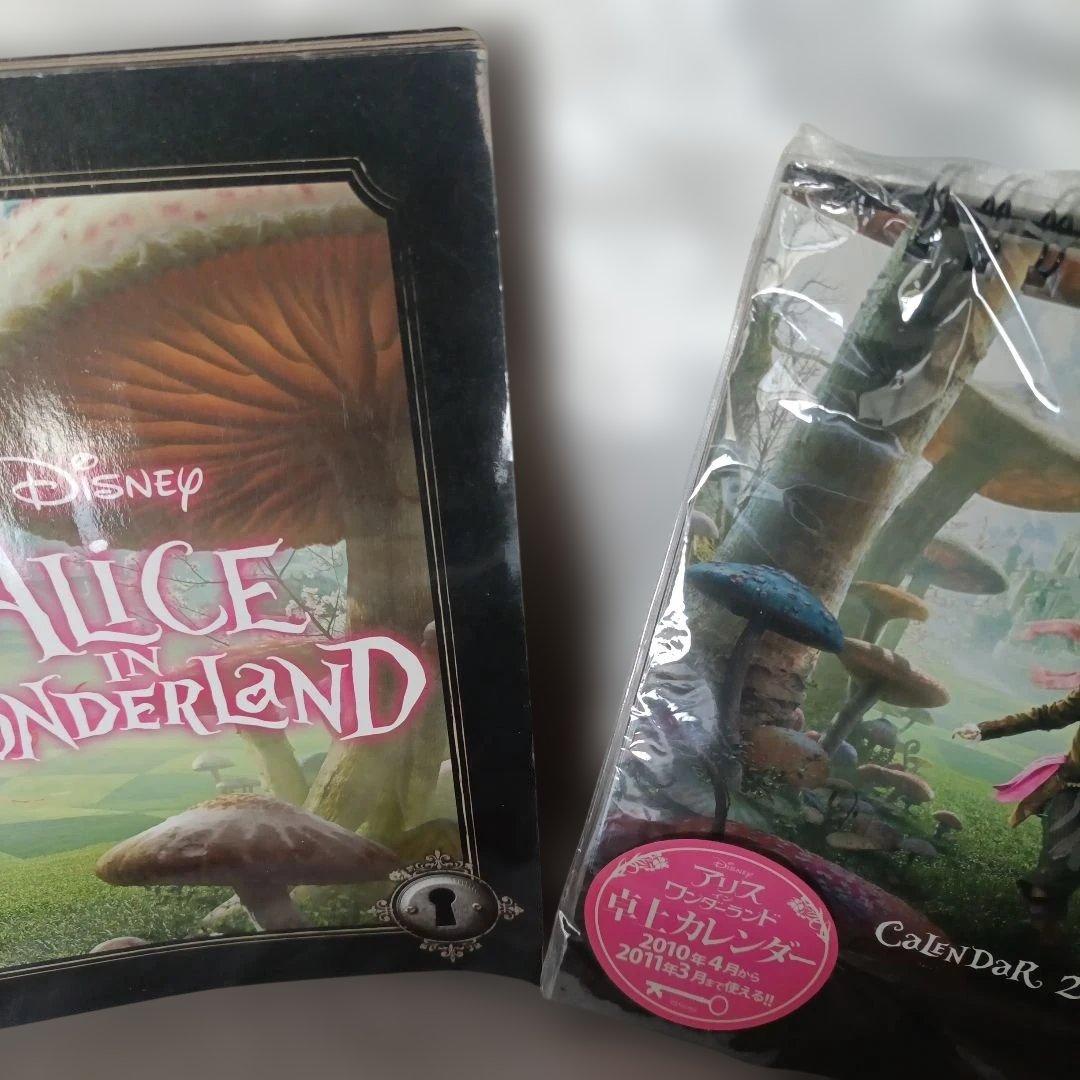 Disney
ALICE
IN
WONDERLAND
Disney
アリス
イン
ワンダーランド
卓上カレンダー
2010年4月から
2011年3月まで使える!!
CALENDAR 2